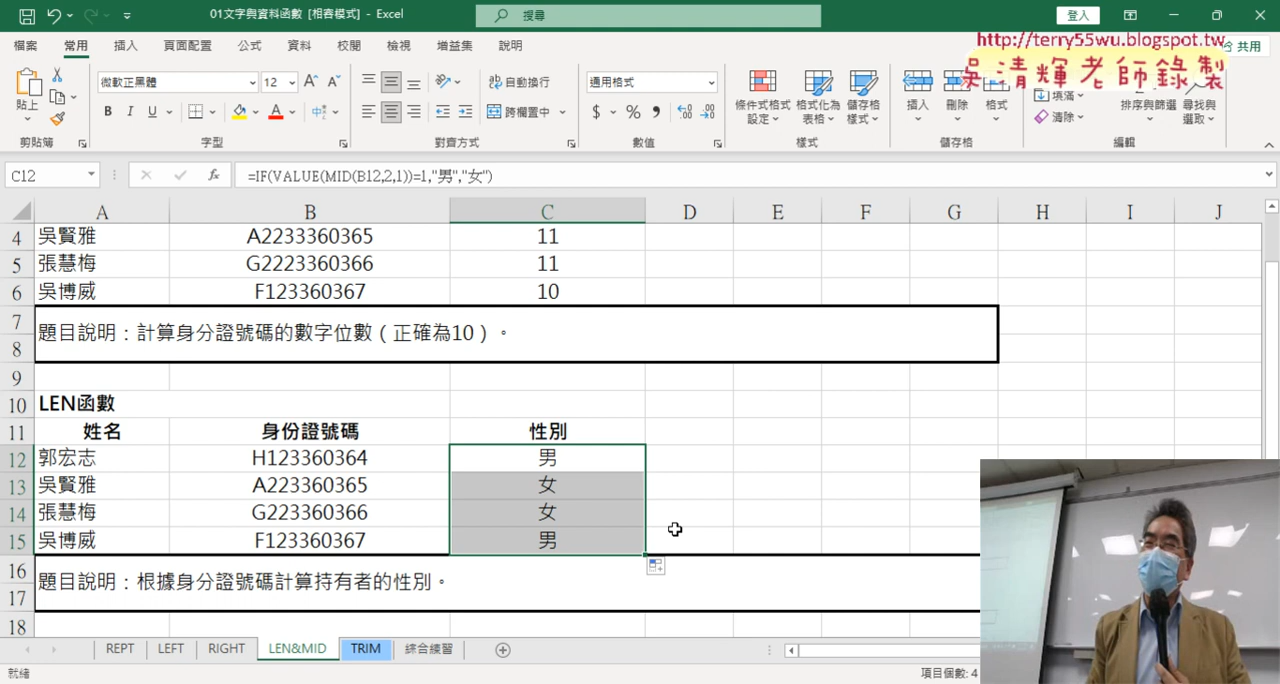 01文字與資料函數 [相容模式] - Excel
搜尋
登入
檔案 常用 插入 頁面配置 公式 資料 校閱 檢視 增益集 說明
共用
http://terry55wu.blogspot.tw
吳清輝老師錄製
貼上
微軟正黑體 12
自動換行
通用格式
條件式格式設定 格式化為表格 儲存格樣式
插入 刪除 格式
填滿
清除
排序與篩選 尋找與選取
B I U A
跨欄置中
$ % ,
剪貼簿 字型 對齊方式 數值 樣式 儲存格 編輯
C12 fx =IF(VALUE(MID(B12,2,1))=1,"男","女")
A B C D E F G H I J
4 吳賢雅 A2233360365 11
5 張慧梅 G2223360366 11
6 吳博威 F123360367 10
7
題目說明：計算身分證號碼的數字位數（正確為10）。
8
9
10 LEN函數
11 姓名 身份證號碼 性別
12 郭宏志 H123360364 男
13 吳賢雅 A223360365 女
14 張慧梅 G223360366 女
15 吳博威 F123360367 男
16
題目說明：根據身分證號碼計算持有者的性別。
17
18
REPT LEFT RIGHT LEN&MID TRIM 綜合練習
就緒 項目個數: 4